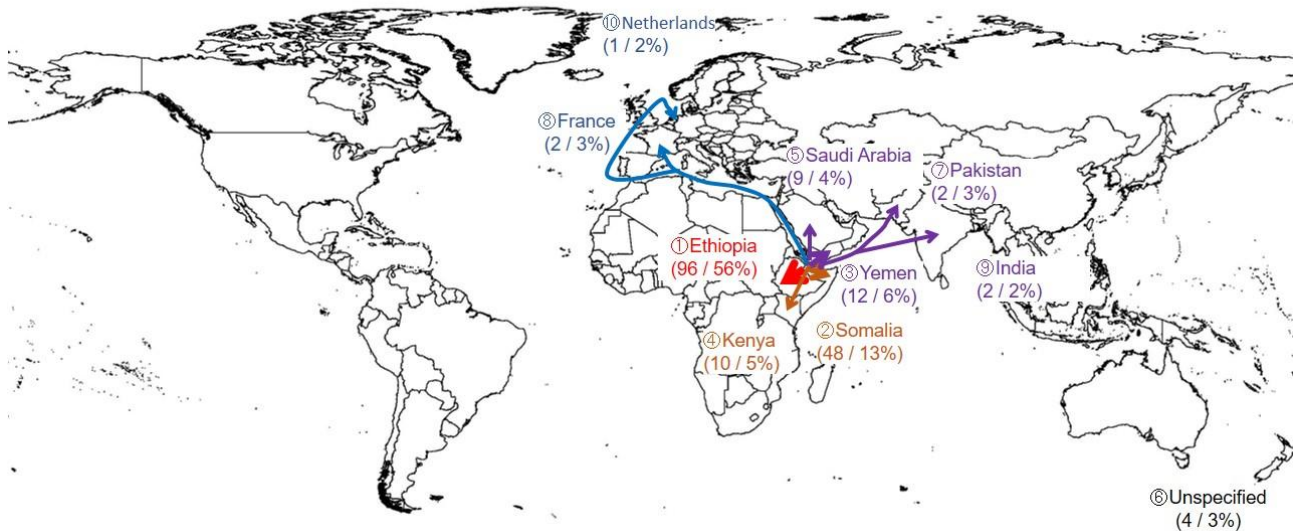 ⑩Netherlands
(1 / 2%)
⑧France
(2 / 3%)
⑤Saudi Arabia
(9 / 4%)
⑦Pakistan
(2 / 3%)
①Ethiopia
(96 / 56%)
③Yemen
(12 / 6%)
⑨India
(2 / 2%)
④Kenya
(10 / 5%)
②Somalia
(48 / 13%)
⑥Unspecified
(4 / 3%)